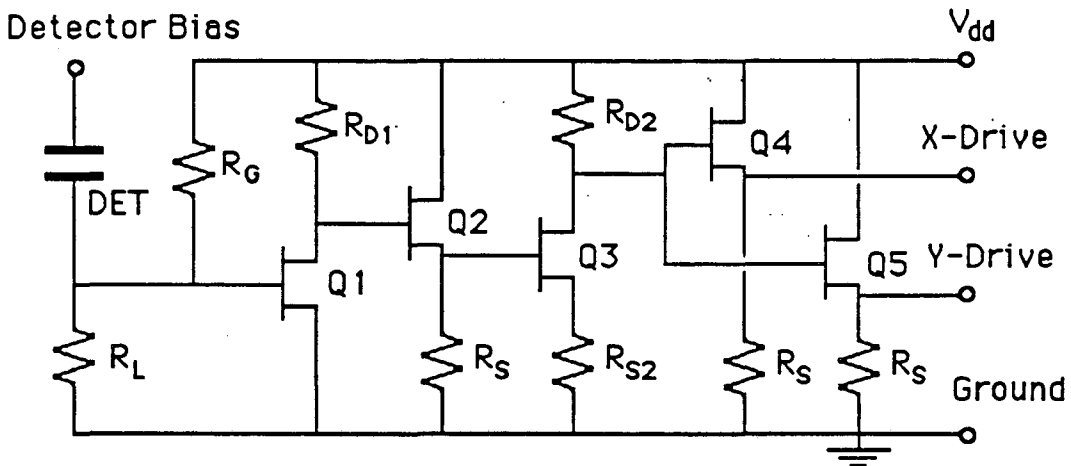 Detector Bias
V_dd
R_D1
R_D2
Q4
X-Drive
R_G
DET
Q2
Q1
Q3
Q5
Y-Drive
R_L
R_S
R_S2
R_S
R_S
Ground